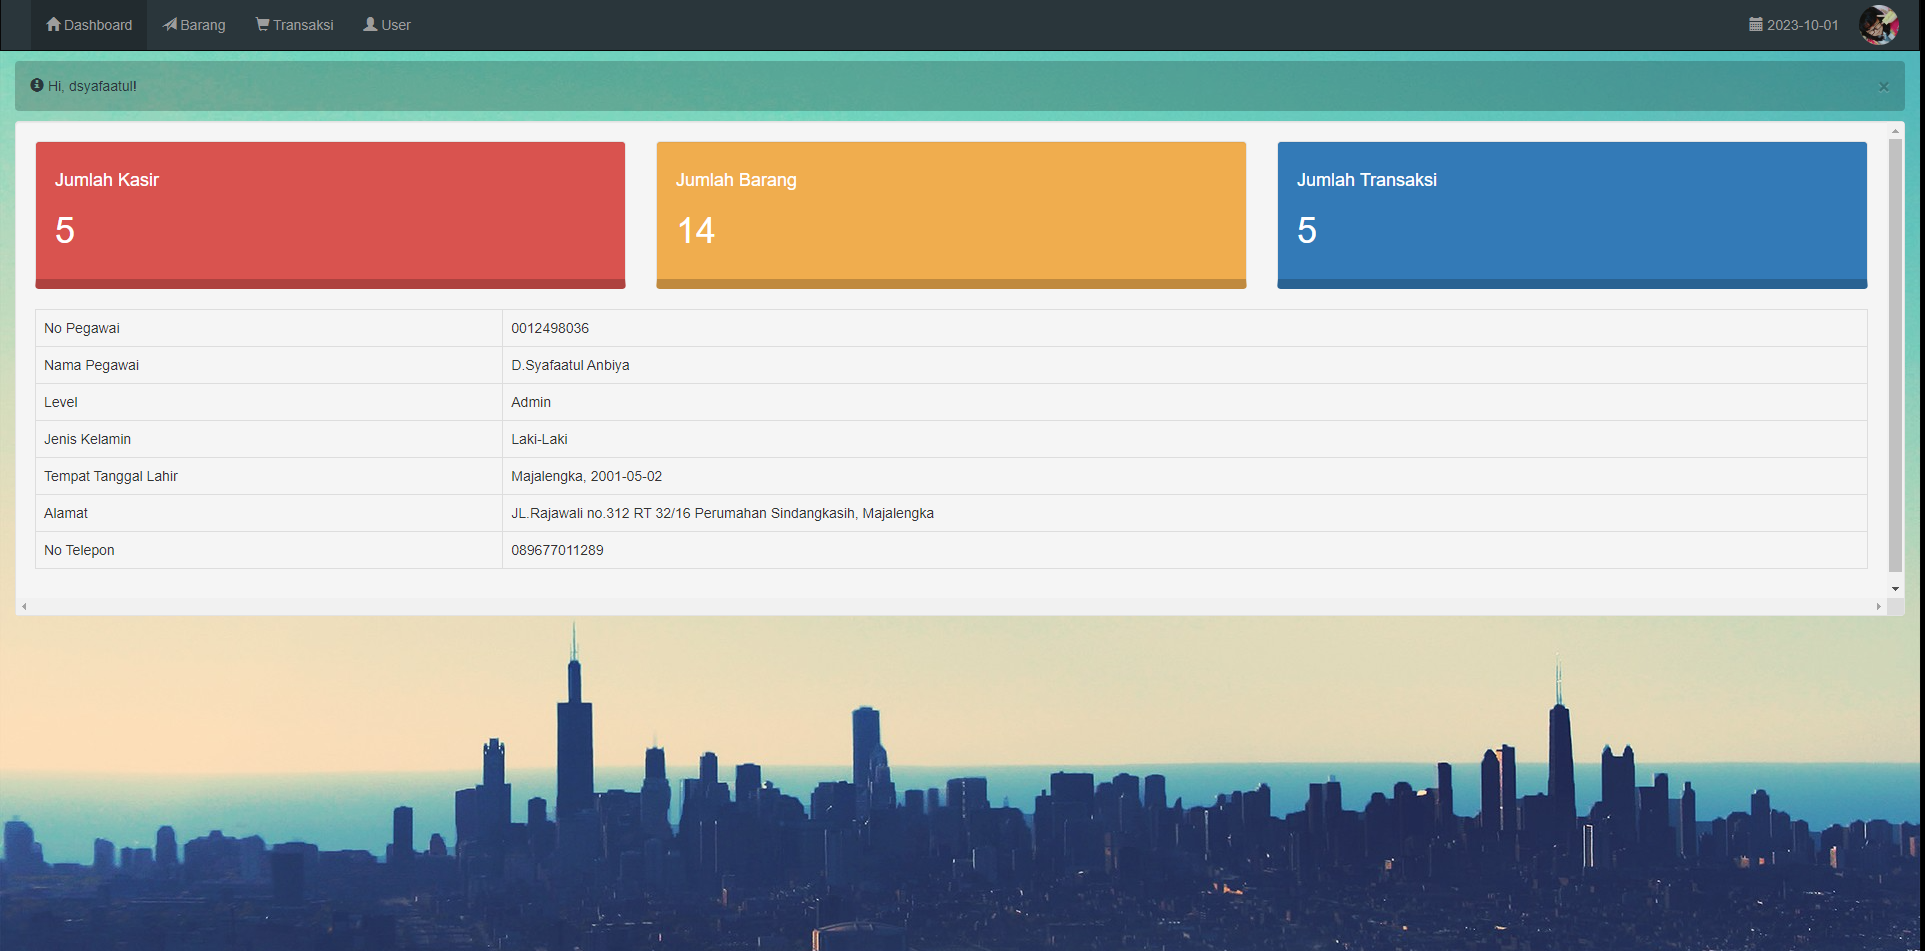 Dashboard Barang Transaksi User 2023-10-01
Hi, dsyafaatul! ×
Jumlah Kasir
5
Jumlah Barang
14
Jumlah Transaksi
5
No Pegawai 0012498036
Nama Pegawai D.Syafaatul Anbiya
Level Admin
Jenis Kelamin Laki-Laki
Tempat Tanggal Lahir Majalengka, 2001-05-02
Alamat JL.Rajawali no.312 RT 32/16 Perumahan Sindangkasih, Majalengka
No Telepon 089677011289